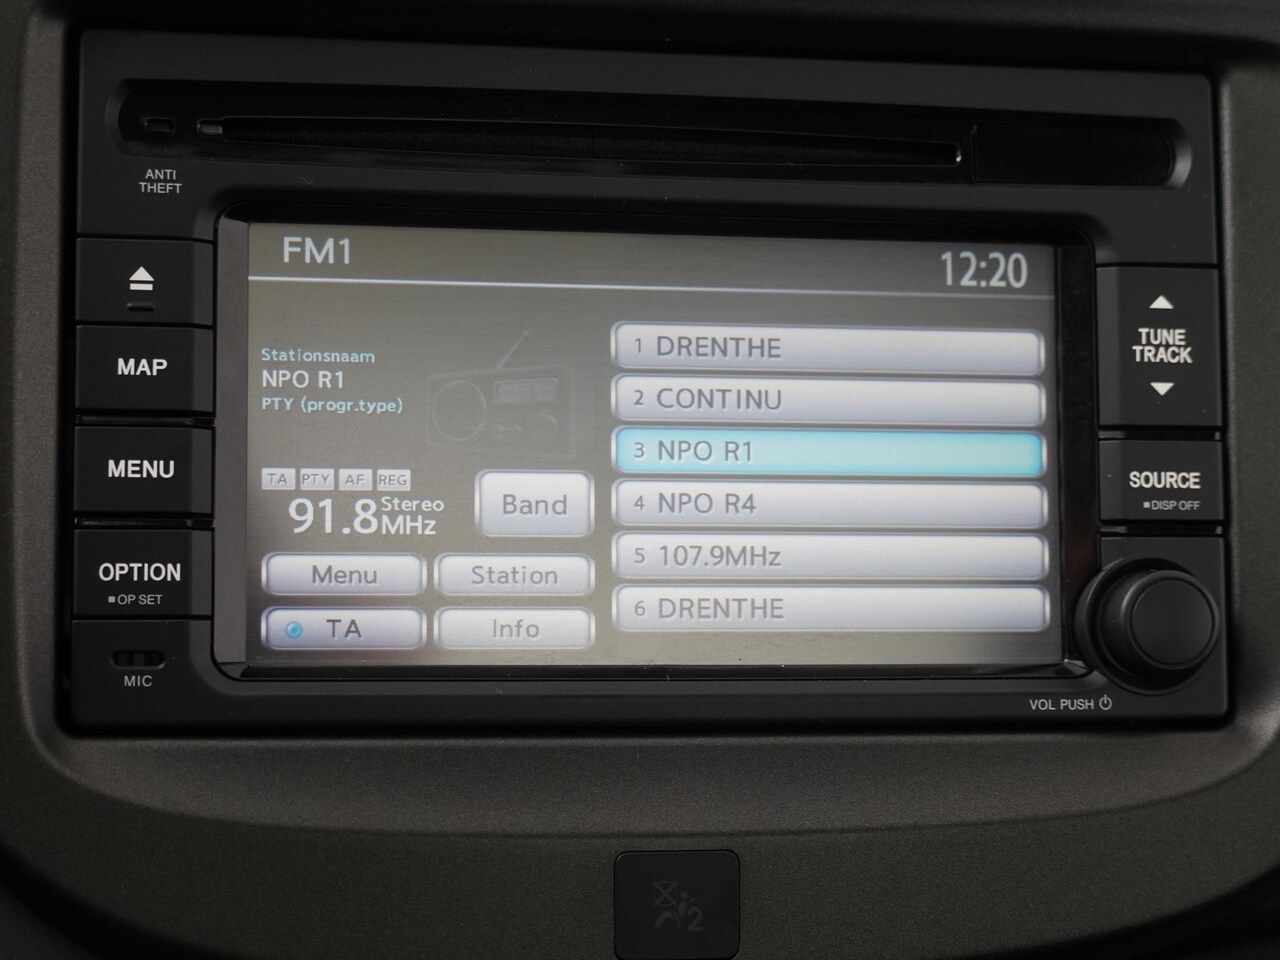 ANTI
THEFT
MAP
MENU
OPTION
OP SET
MIC
FM1
12:20
Stationsnaam
NPO R1
PTY (progr.type)
TA PTY AF REG
91.8 Stereo
MHz
Band
Menu
Station
TA
Info
1 DRENTHE
2 CONTINU
3 NPO R1
4 NPO R4
5 107.9MHz
6 DRENTHE
TUNE
TRACK
SOURCE
DISP OFF
VOL PUSH
2